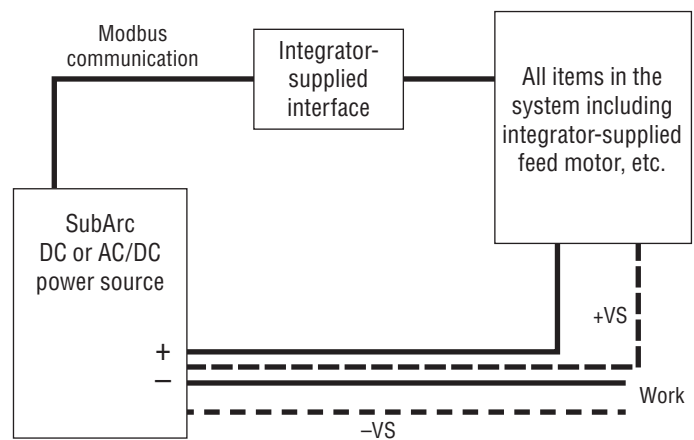 Modbus
communication
Integrator-
supplied
interface
All items in the
system including
integrator-supplied
feed motor, etc.
SubArc
DC or AC/DC
power source
+VS
+
–
Work
–VS